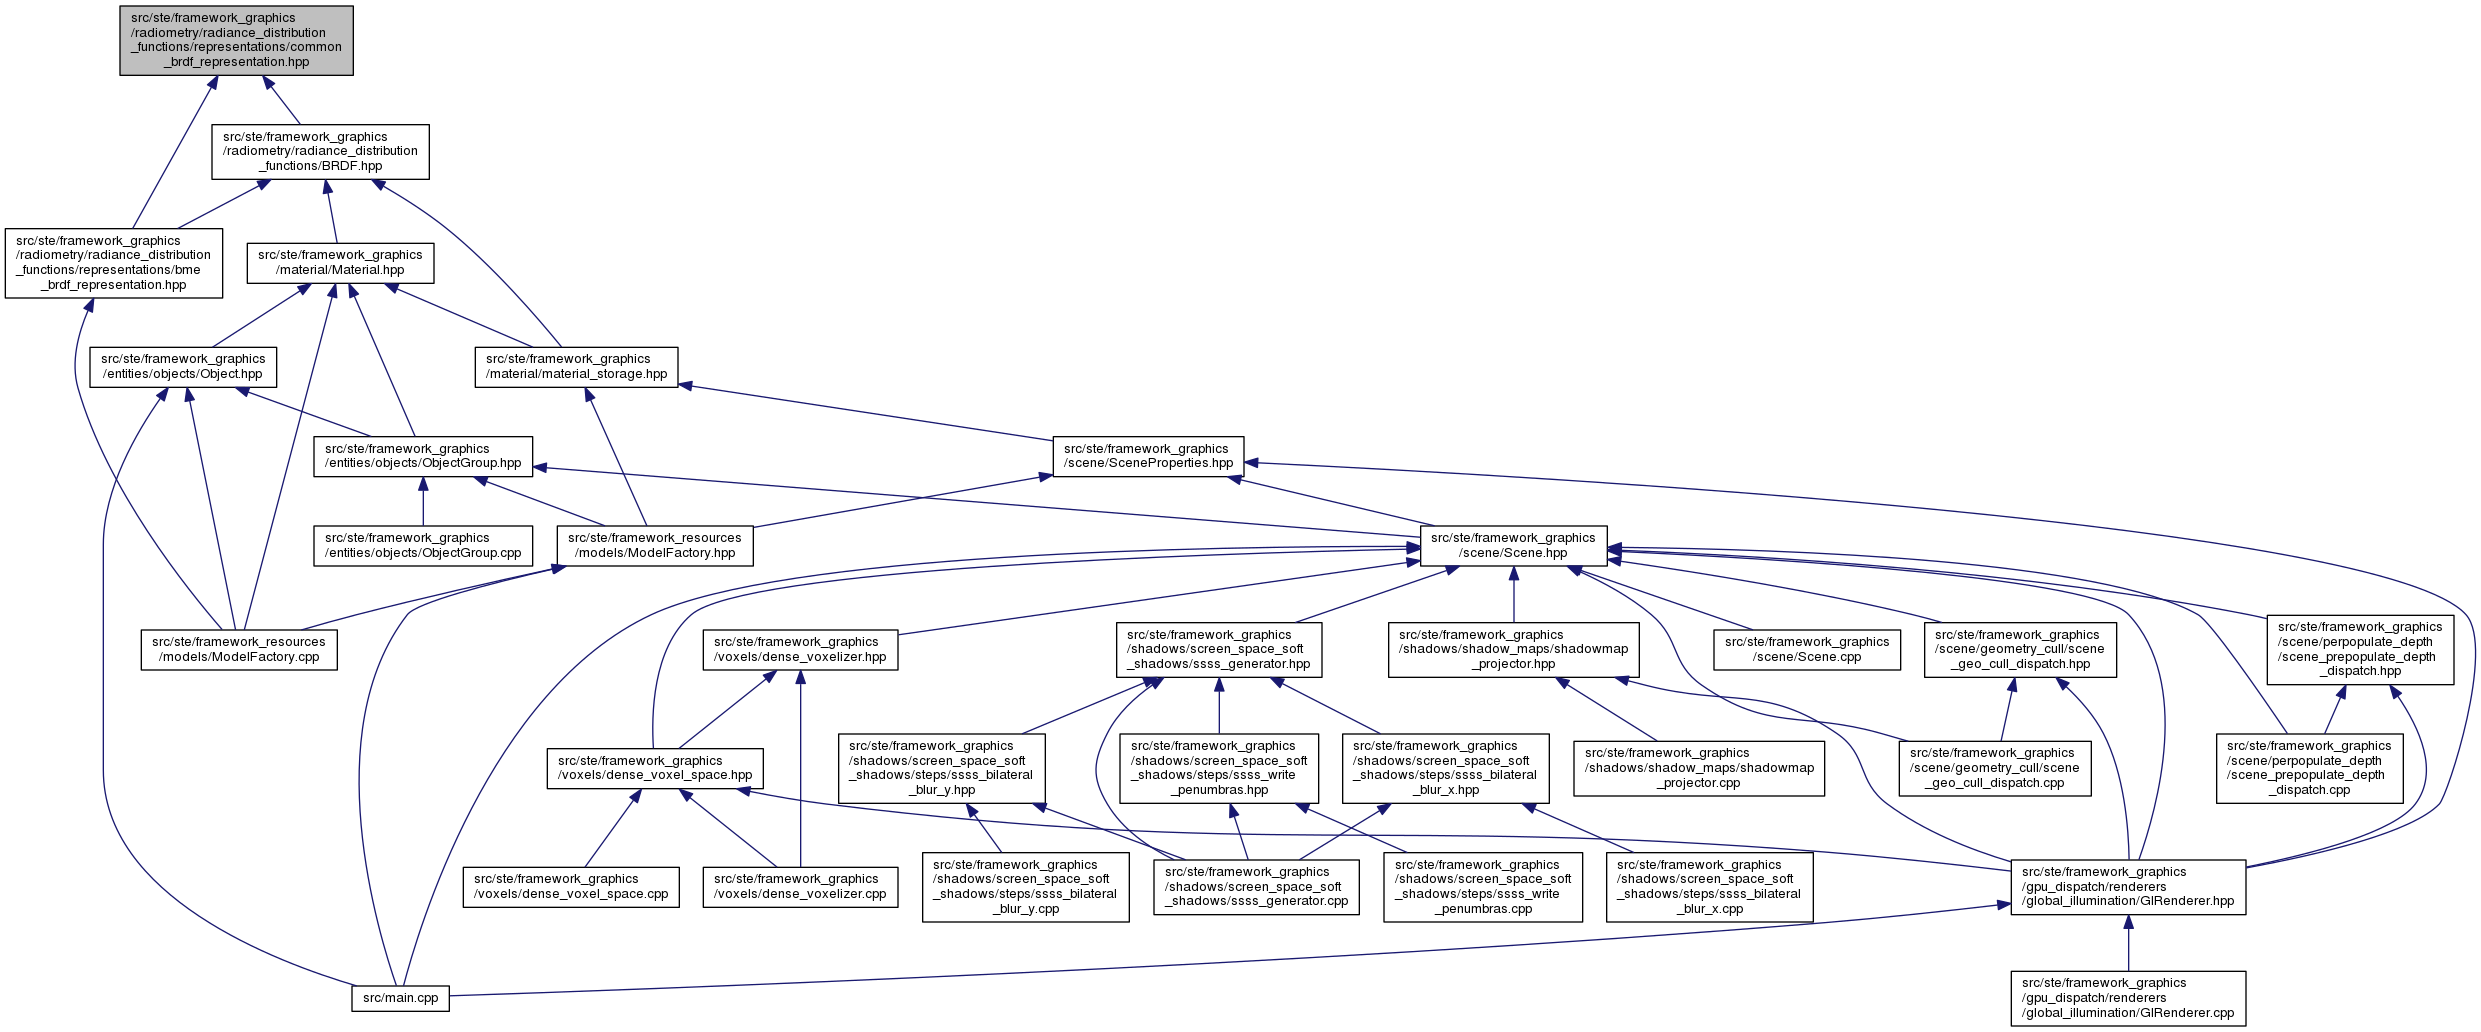 src/ste/framework_graphics
/radiometry/radiance_distribution
_functions/representations/common
_brdf_representation.hpp
src/ste/framework_graphics
/radiometry/radiance_distribution
_functions/BRDF.hpp
src/ste/framework_graphics
/radiometry/radiance_distribution
_functions/representations/bme
_brdf_representation.hpp
src/ste/framework_graphics
/material/Material.hpp
src/ste/framework_graphics
/entities/objects/Object.hpp
src/ste/framework_graphics
/material/material_storage.hpp
src/ste/framework_graphics
/entities/objects/ObjectGroup.hpp
src/ste/framework_graphics
/scene/SceneProperties.hpp
src/ste/framework_graphics
/entities/objects/ObjectGroup.cpp
src/ste/framework_resources
/models/ModelFactory.hpp
src/ste/framework_graphics
/scene/Scene.hpp
src/ste/framework_resources
/models/ModelFactory.cpp
src/ste/framework_graphics
/voxels/dense_voxelizer.hpp
src/ste/framework_graphics
/shadows/screen_space_soft
_shadows/ssss_generator.hpp
src/ste/framework_graphics
/shadows/shadow_maps/shadowmap
_projector.hpp
src/ste/framework_graphics
/scene/Scene.cpp
src/ste/framework_graphics
/scene/geometry_cull/scene
_geo_cull_dispatch.hpp
src/ste/framework_graphics
/scene/perpopulate_depth
/scene_prepopulate_depth
_dispatch.hpp
src/ste/framework_graphics
/voxels/dense_voxel_space.hpp
src/ste/framework_graphics
/shadows/screen_space_soft
_shadows/steps/ssss_bilateral
_blur_y.hpp
src/ste/framework_graphics
/shadows/screen_space_soft
_shadows/steps/ssss_write
_penumbras.hpp
src/ste/framework_graphics
/shadows/screen_space_soft
_shadows/steps/ssss_bilateral
_blur_x.hpp
src/ste/framework_graphics
/shadows/shadow_maps/shadowmap
_projector.cpp
src/ste/framework_graphics
/scene/geometry_cull/scene
_geo_cull_dispatch.cpp
src/ste/framework_graphics
/scene/perpopulate_depth
/scene_prepopulate_depth
_dispatch.cpp
src/ste/framework_graphics
/voxels/dense_voxel_space.cpp
src/ste/framework_graphics
/voxels/dense_voxelizer.cpp
src/ste/framework_graphics
/shadows/screen_space_soft
_shadows/steps/ssss_bilateral
_blur_y.cpp
src/ste/framework_graphics
/shadows/screen_space_soft
_shadows/ssss_generator.cpp
src/ste/framework_graphics
/shadows/screen_space_soft
_shadows/steps/ssss_write
_penumbras.cpp
src/ste/framework_graphics
/shadows/screen_space_soft
_shadows/steps/ssss_bilateral
_blur_x.cpp
src/ste/framework_graphics
/gpu_dispatch/renderers
/global_illumination/GIRenderer.hpp
src/main.cpp
src/ste/framework_graphics
/gpu_dispatch/renderers
/global_illumination/GIRenderer.cpp